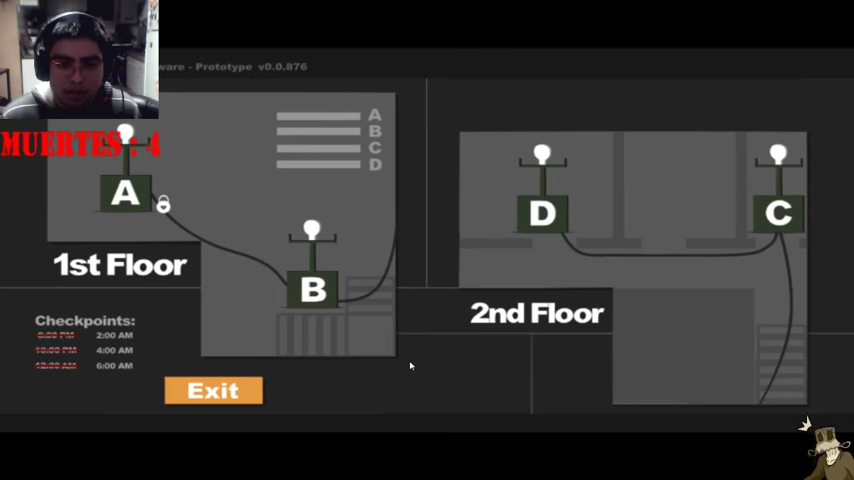 ware - Prototype v0.0.876
MUERTES : 4
A
B
C
D
A
B
1st Floor
D
C
2nd Floor
Checkpoints:
8:00 PM 2:00 AM
10:00 PM 4:00 AM
12:00 AM 6:00 AM
Exit